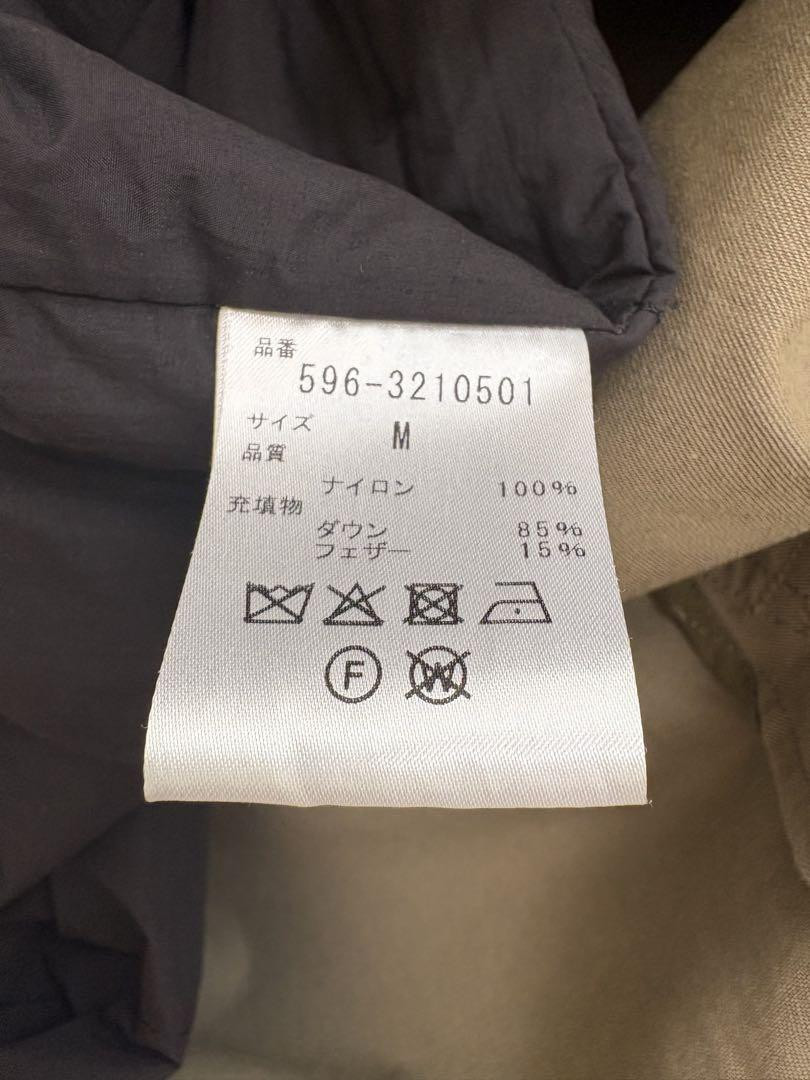 品番
596-3210501
サイズ M
品質
ナイロン 100%
充填物
ダウン 85%
フェザー 15%
F W